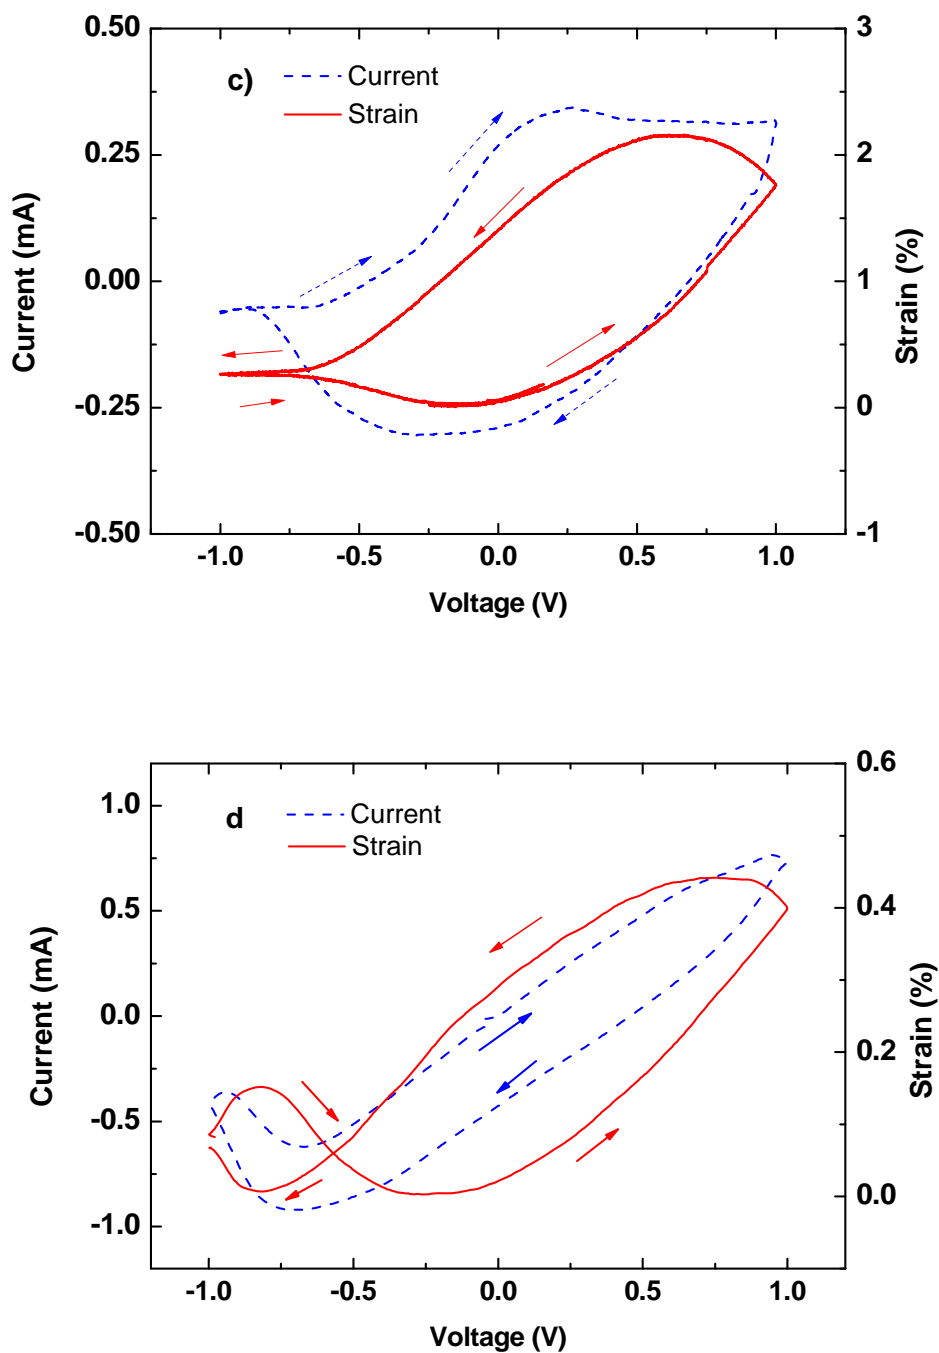 c)
Current
Strain
0.50
0.25
0.00
-0.25
-0.50
Current (mA)
3
2
1
0
-1
Strain (%)
-1.0 -0.5 0.0 0.5 1.0
Voltage (V)
d
Current
Strain
1.0
0.5
0.0
-0.5
-1.0
Current (mA)
0.6
0.4
0.2
0.0
Strain (%)
-1.0 -0.5 0.0 0.5 1.0
Voltage (V)